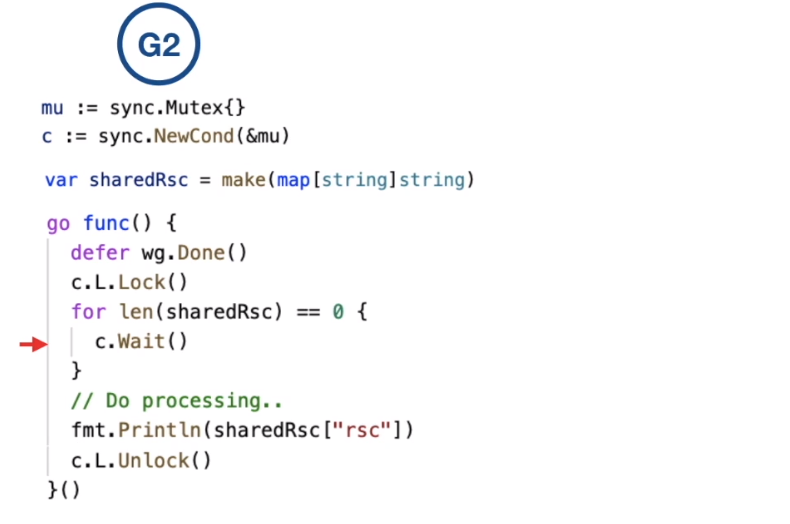 G2
mu := sync.Mutex{}
c := sync.NewCond(&mu)
var sharedRsc = make(map[string]string)
go func() {
defer wg.Done()
c.L.Lock()
for len(sharedRsc) == 0 {
c.Wait()
}
// Do processing..
fmt.Println(sharedRsc["rsc"])
c.L.Unlock()
}()